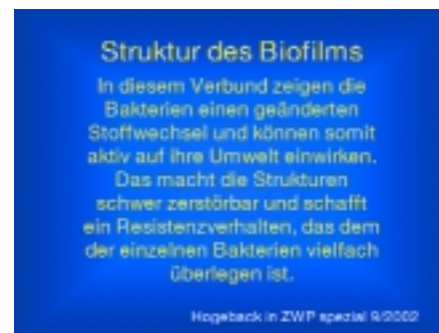 Struktur des Biofilms
In diesem Verbund zeigen die
Bakterien einen geänderten
Stoffwechsel und können somit
aktiv auf ihre Umwelt einwirken.
Das macht die Strukturen
schwer zerstörbar und schafft
ein Resistenzverhalten, das dem
der einzelnen Bakterien vielfach
überlegen ist.
Hogeback in ZWP spezial 9/2002